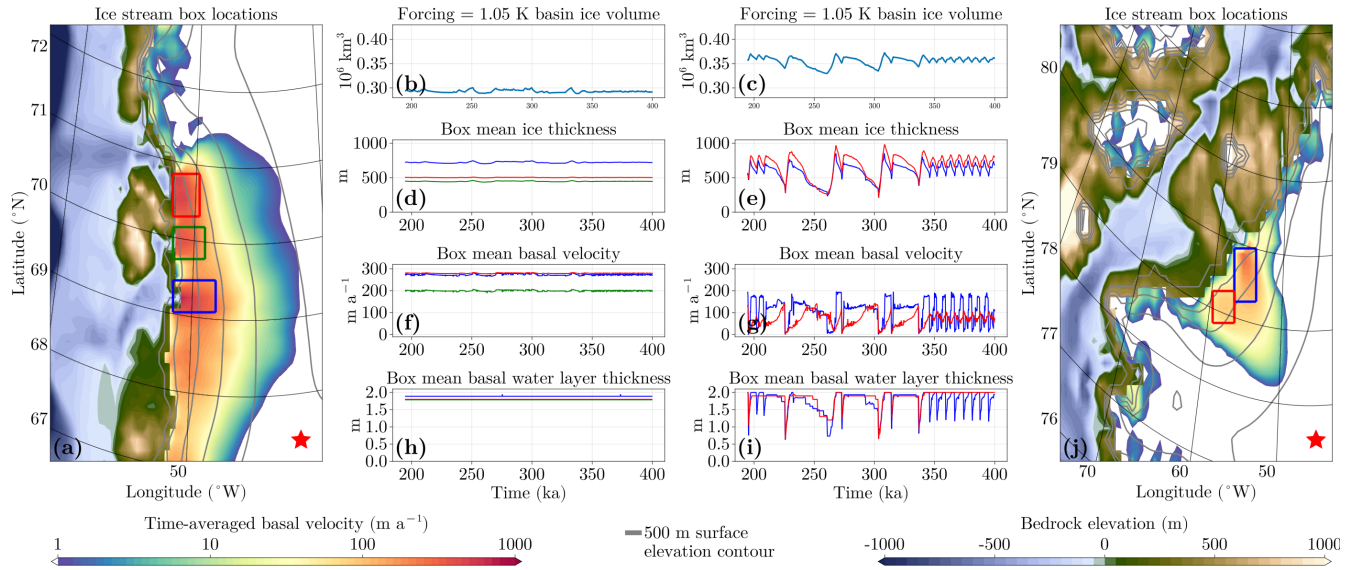 Ice stream box locations
72
71
70
69
68
67
Latitude (°N)
(a)
50
Longitude (°W)
Forcing = 1.05 K basin ice volume
0.40
0.35
0.30
10⁶ km³
(b)
200
250
300
350
400
Box mean ice thickness
1000
500
0
m
(d)
200
250
300
350
400
Box mean basal velocity
300
200
100
0
m a⁻¹
(f)
200
250
300
350
400
Box mean basal water layer thickness
2.0
1.5
1.0
0.5
0.0
m
(h)
200
250
300
350
400
Time (ka)
Forcing = 1.05 K basin ice volume
0.40
0.35
0.30
10⁶ km³
(c)
200
250
300
350
400
Box mean ice thickness
1000
500
0
m
(e)
200
250
300
350
400
Box mean basal velocity
300
200
100
0
m a⁻¹
(g)
200
250
300
350
400
Box mean basal water layer thickness
2.0
1.5
1.0
0.5
0.0
m
(i)
200
250
300
350
400
Time (ka)
Ice stream box locations
80
79
78
77
76
Latitude (°N)
(j)
70
60
50
Longitude (°W)
Time-averaged basal velocity (m a⁻¹)
1
10
100
1000
500 m surface
elevation contour
Bedrock elevation (m)
-1000
-500
0
500
1000